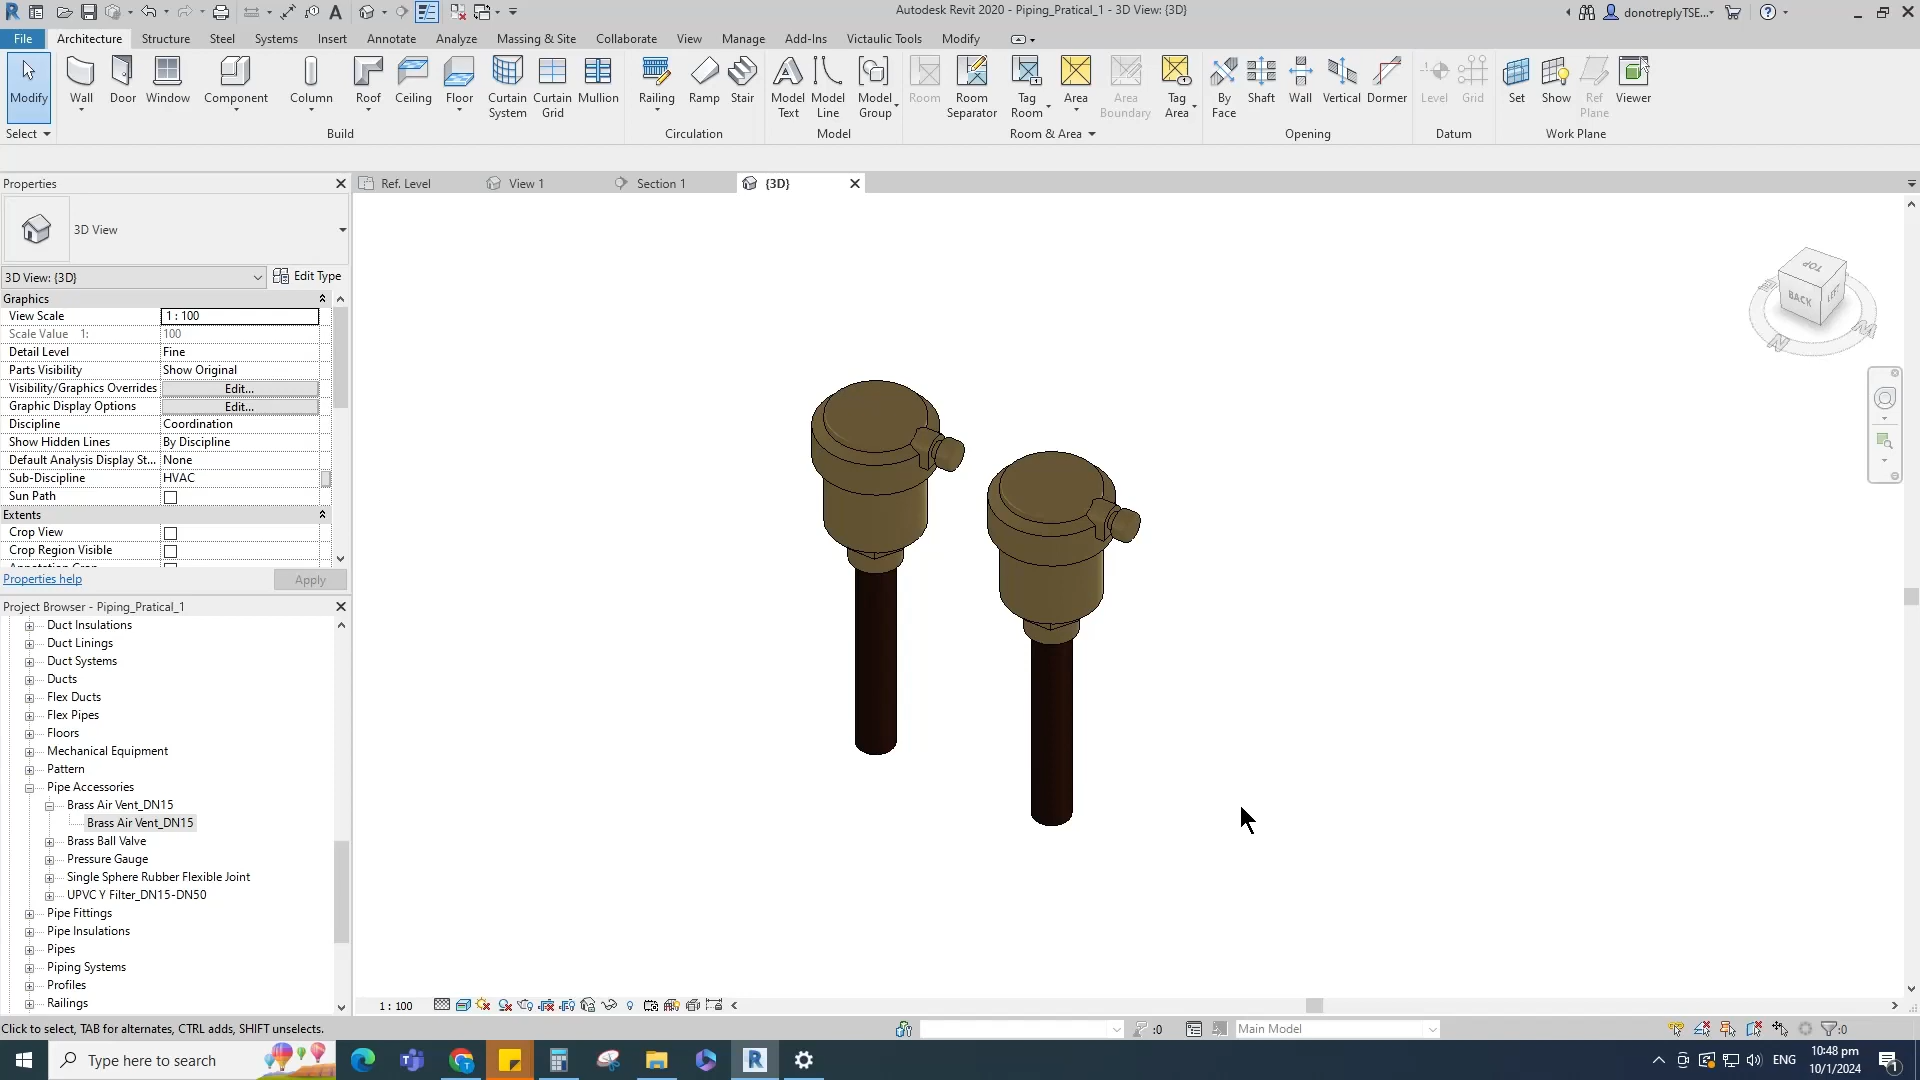 Autodesk Revit 2020 - Piping_Pratical_1 - 3D View: {3D}
donotreplyTSE...
File Architecture Structure Steel Systems Insert Annotate Analyze Massing & Site Collaborate View Manage Add-Ins Victaulic Tools Modify
Modify Wall Door Window Component Column Roof Ceiling Floor Curtain System Curtain Grid Mullion Railing Ramp Stair Model Text Model Line Model Group Room Room Separator Tag Room Area Area Boundary Tag Area By Face Shaft Wall Vertical Dormer Level Grid Set Show Ref Plane Viewer
Select Build Circulation Model Room & Area Opening Datum Work Plane
Properties
Ref. Level View 1 Section 1 {3D}
3D View
3D View: {3D} Edit Type
Graphics
View Scale 1 : 100
Scale Value 1: 100
Detail Level Fine
Parts Visibility Show Original
Visibility/Graphics Overrides Edit...
Graphic Display Options Edit...
Discipline Coordination
Show Hidden Lines By Discipline
Default Analysis Display St... None
Sub-Discipline HVAC
Sun Path
Extents
Crop View
Crop Region Visible
Properties help Apply
TOP
BACK
LEFT
N
Project Browser - Piping_Pratical_1
Duct Insulations
Duct Linings
Duct Systems
Ducts
Flex Ducts
Flex Pipes
Floors
Mechanical Equipment
Pattern
Pipe Accessories
Brass Air Vent_DN15
Brass Air Vent_DN15
Brass Ball Valve
Pressure Gauge
Single Sphere Rubber Flexible Joint
UPVC Y Filter_DN15-DN50
Pipe Fittings
Pipe Insulations
Pipes
Piping Systems
Profiles
Railings
1 : 100
Click to select, TAB for alternates, CTRL adds, SHIFT unselects.
:0
Main Model
:0
Type here to search
ENG
10:48 pm
10/1/2024
1